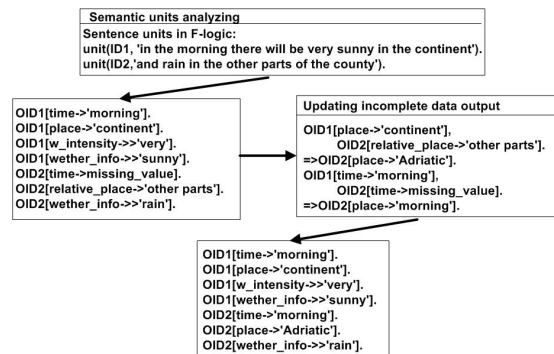 Semantic units analyzing
Sentence units in F-logic:
unit(ID1, 'in the morning there will be very sunny in the continent').
unit(ID2,'and rain in the other parts of the county').
OID1[time->'morning'].
OID1[place->'continent'].
OID1[w_intensity->>'very'].
OID1[wether_info->>'sunny'].
OID2[time->missing_value].
OID2[relative_place->'other parts'].
OID2[wether_info->>'rain'].
Updating incomplete data output
OID1[place->'continent'],
OID2[relative_place->'other parts'].
=>OID2[place->'Adriatic'].
OID1[time->'morning'],
OID2[time->missing_value].
=>OID2[place->'morning'].
OID1[time->'morning'].
OID1[place->'continent'].
OID1[w_intensity->>'very'].
OID1[wether_info->>'sunny'].
OID2[time->'morning'].
OID2[place->'Adriatic'].
OID2[wether_info->>'rain'].